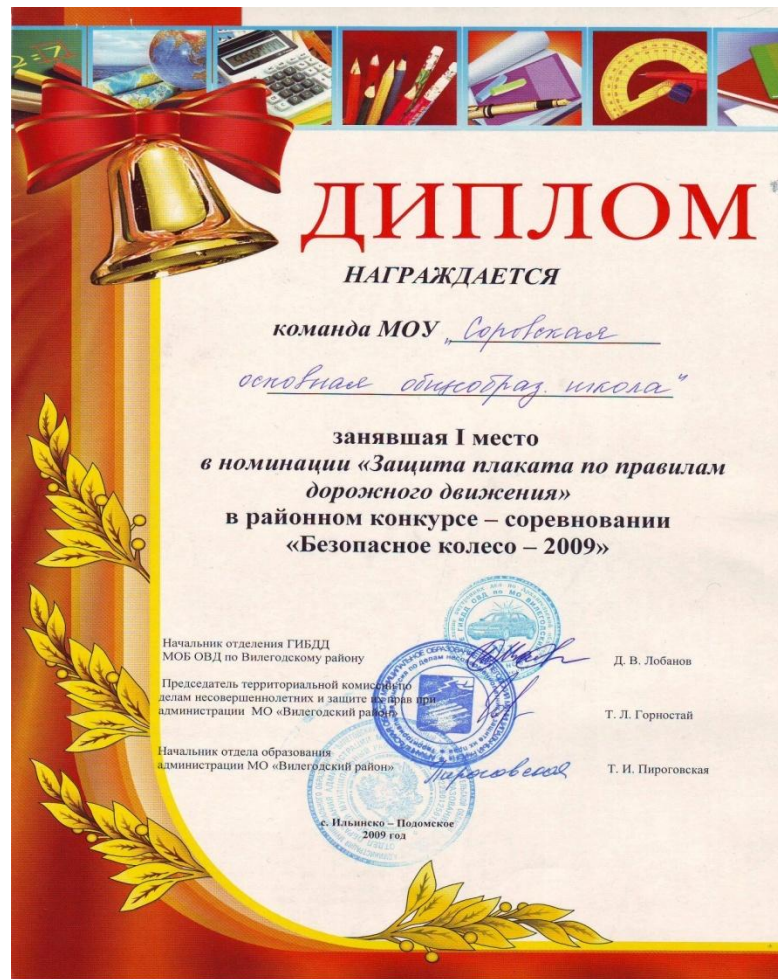 2=7
ДИПЛОМ
НАГРАЖДАЕТСЯ
команда МОУ „Соровская
основная общеобраз. школа"
занявшая I место
в номинации «Защита плаката по правилам
дорожного движения»
в районном конкурсе – соревновании
«Безопасное колесо – 2009»
Начальник отделения ГИБДД
МОБ ОВД по Вилегодскому району
Д. В. Лобанов
Председатель территориальной комиссии по
делам несовершеннолетних и защите их прав при
администрации МО «Вилегодский район»
Т. Л. Горностай
Начальник отдела образования
администрации МО «Вилегодский район»
Пироговская
Т. И. Пироговская
с. Ильинско – Подомское
2009 год